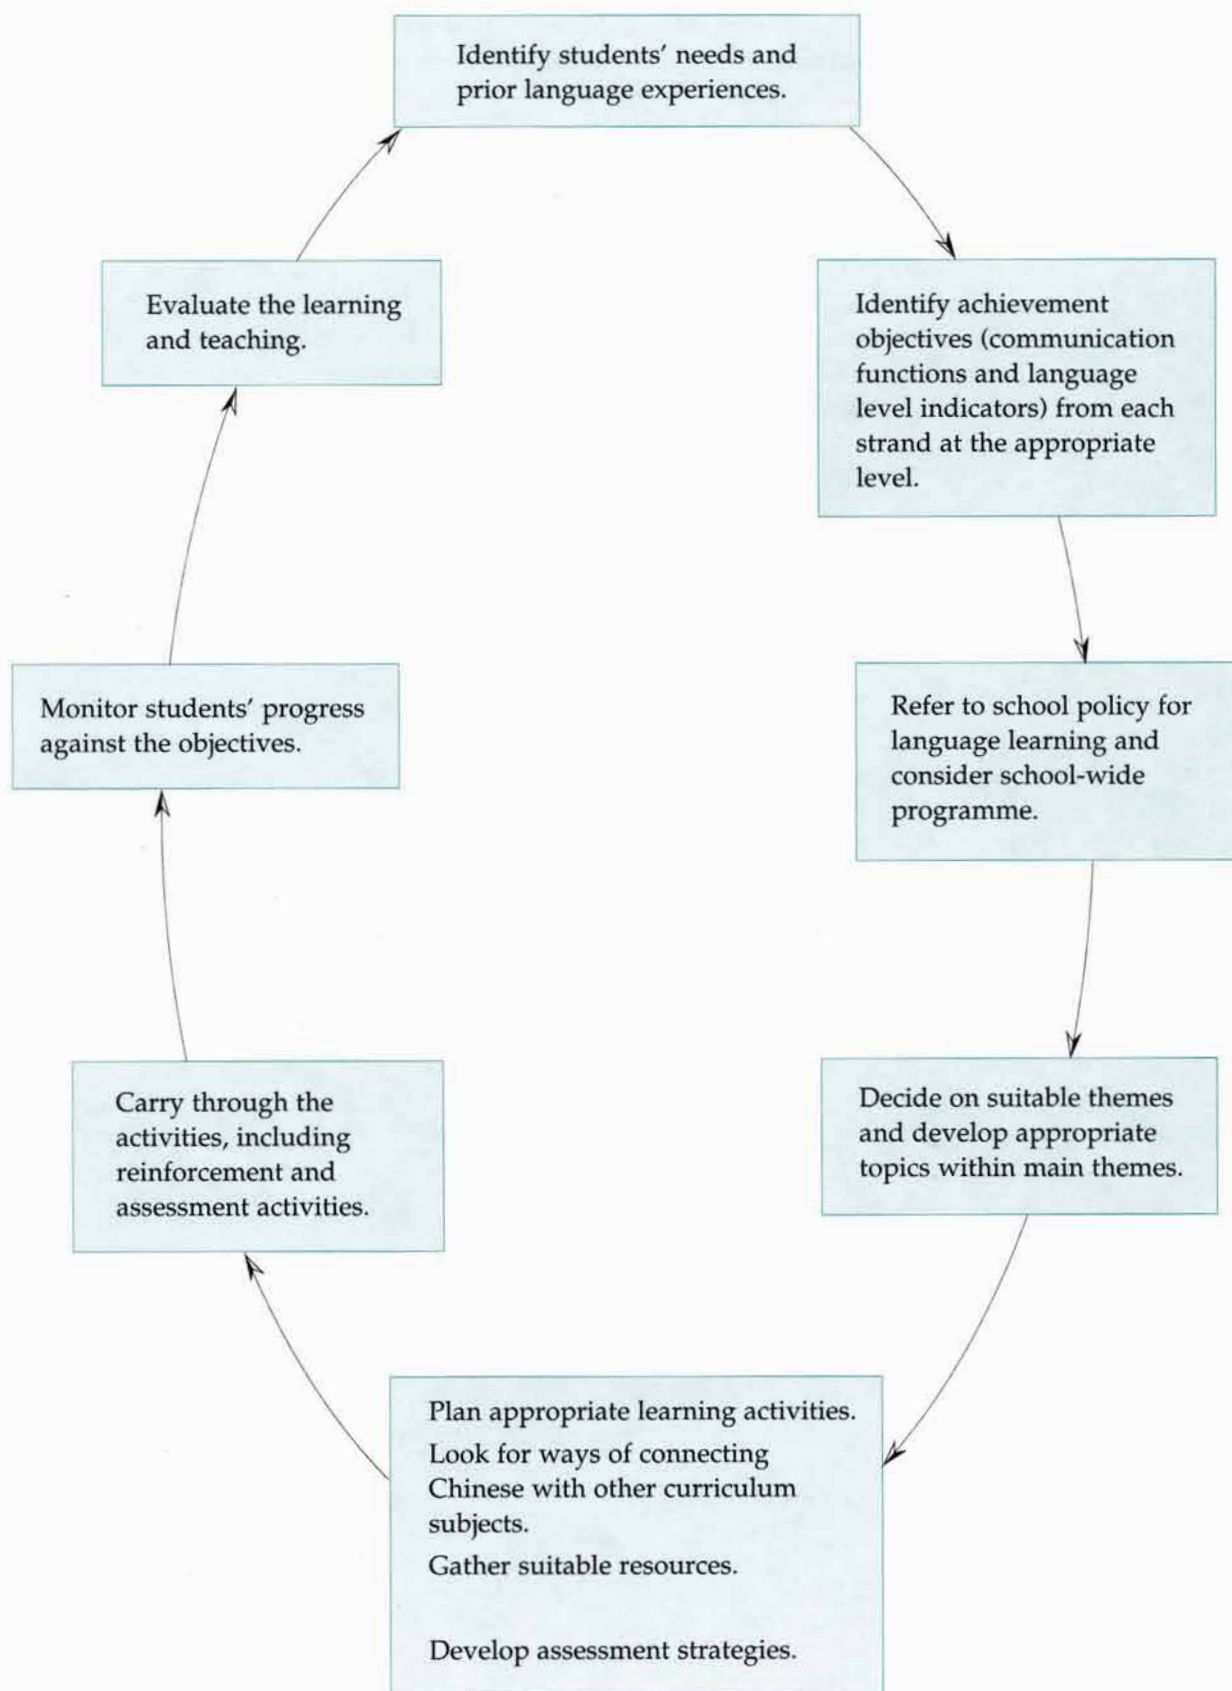 Identify students' needs and
prior language experiences.
Identify achievement
objectives (communication
functions and language
level indicators) from each
strand at the appropriate
level.
Refer to school policy for
language learning and
consider school-wide
programme.
Decide on suitable themes
and develop appropriate
topics within main themes.
Plan appropriate learning activities.
Look for ways of connecting
Chinese with other curriculum
subjects.
Gather suitable resources.
Develop assessment strategies.
Carry through the
activities, including
reinforcement and
assessment activities.
Monitor students' progress
against the objectives.
Evaluate the learning
and teaching.